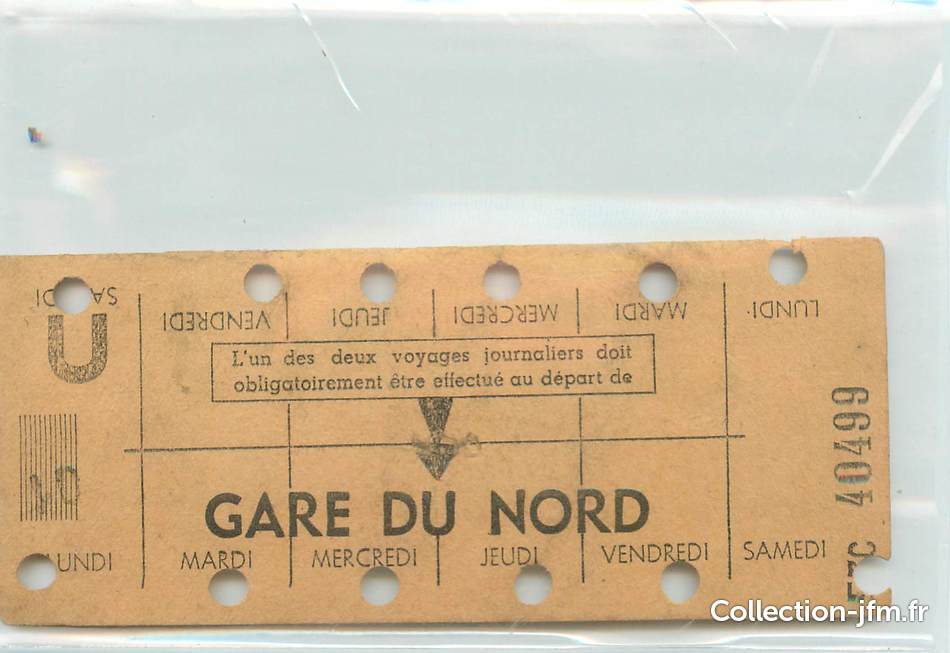 SAMEDI VENDREDI JEUDI MERCREDI MARDI LUNDI
U
L'un des deux voyages journaliers doit
obligatoirement être effectué au départ de
GARE DU NORD
LUNDI MARDI MERCREDI JEUDI VENDREDI SAMEDI
40499
Collection-jfm.fr